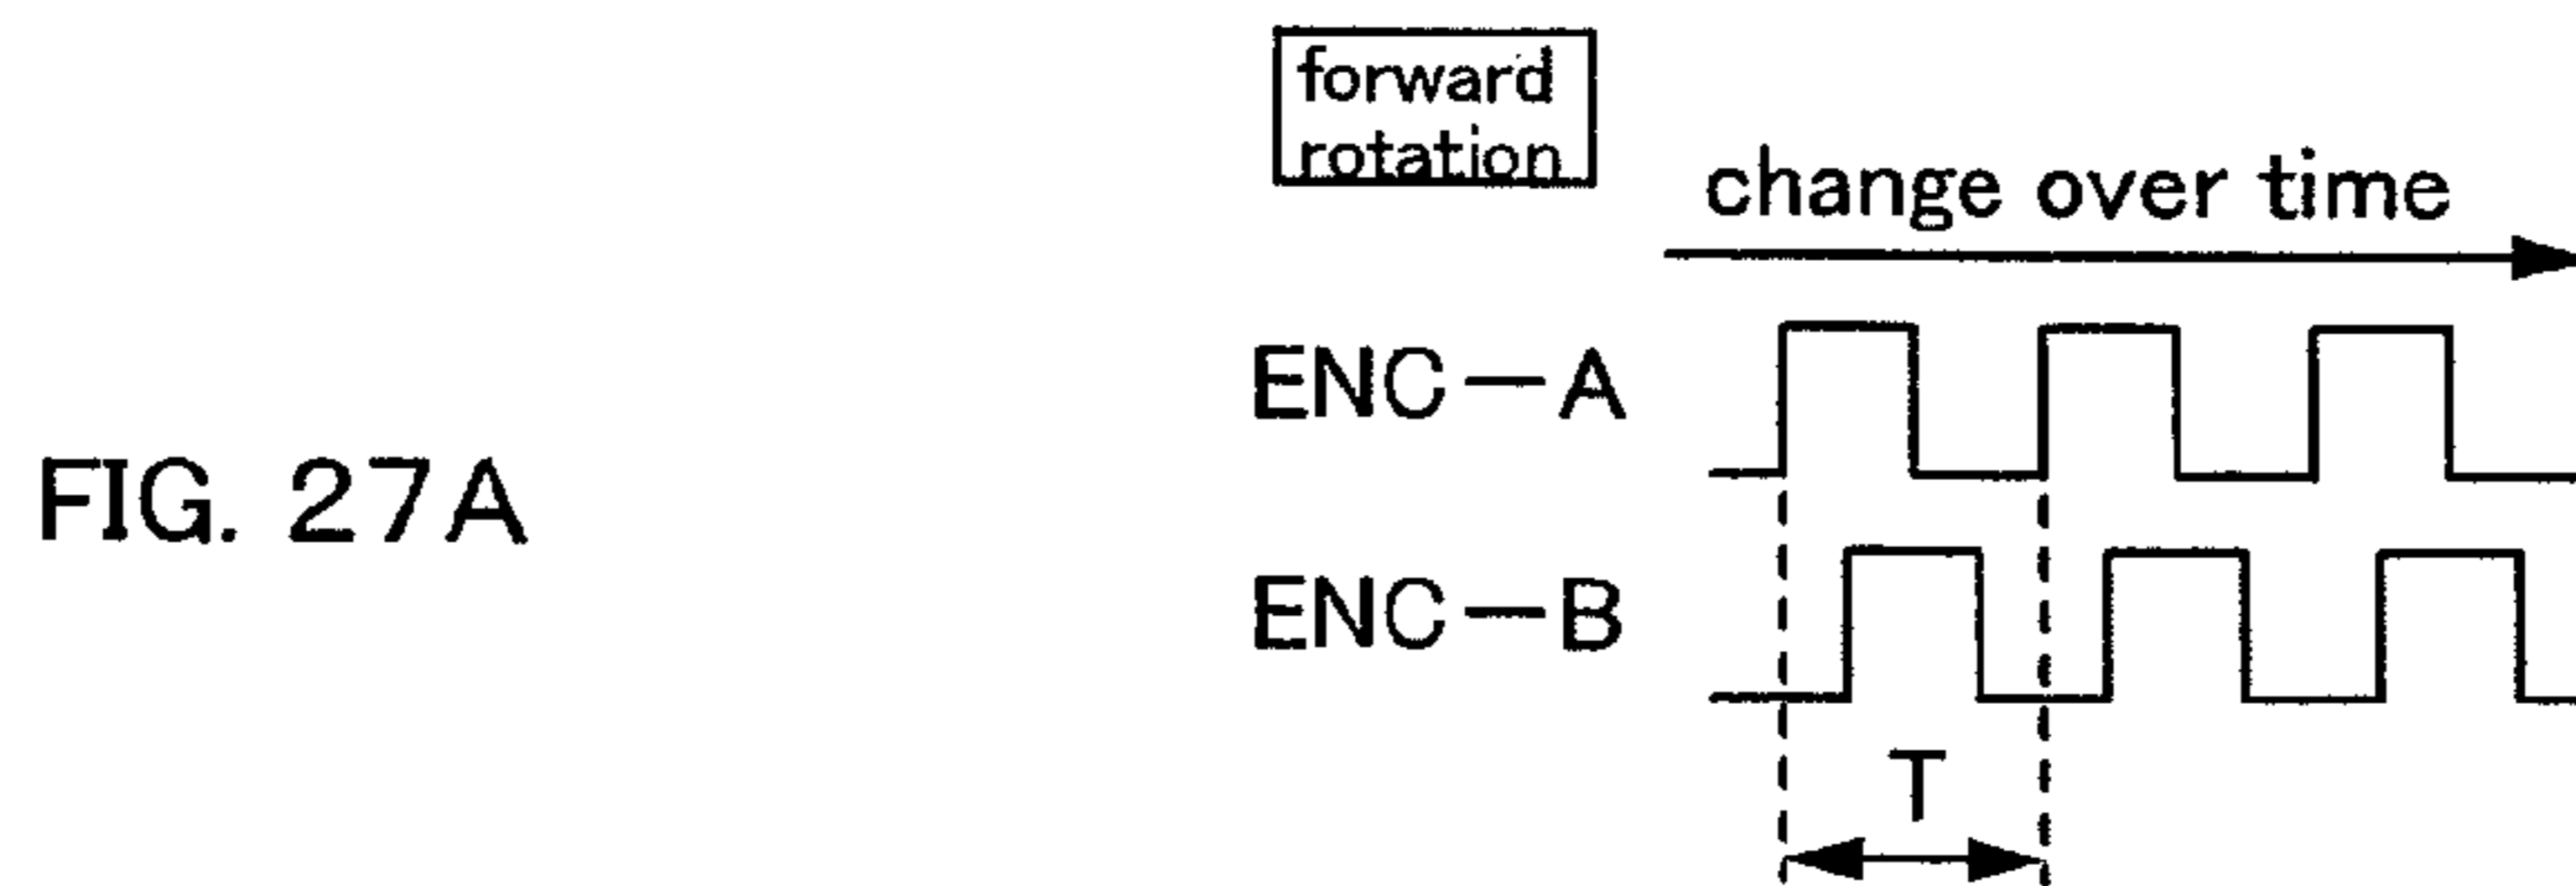 forward
rotation
change over time
ENC-A
FIG. 27A
ENC-B
T